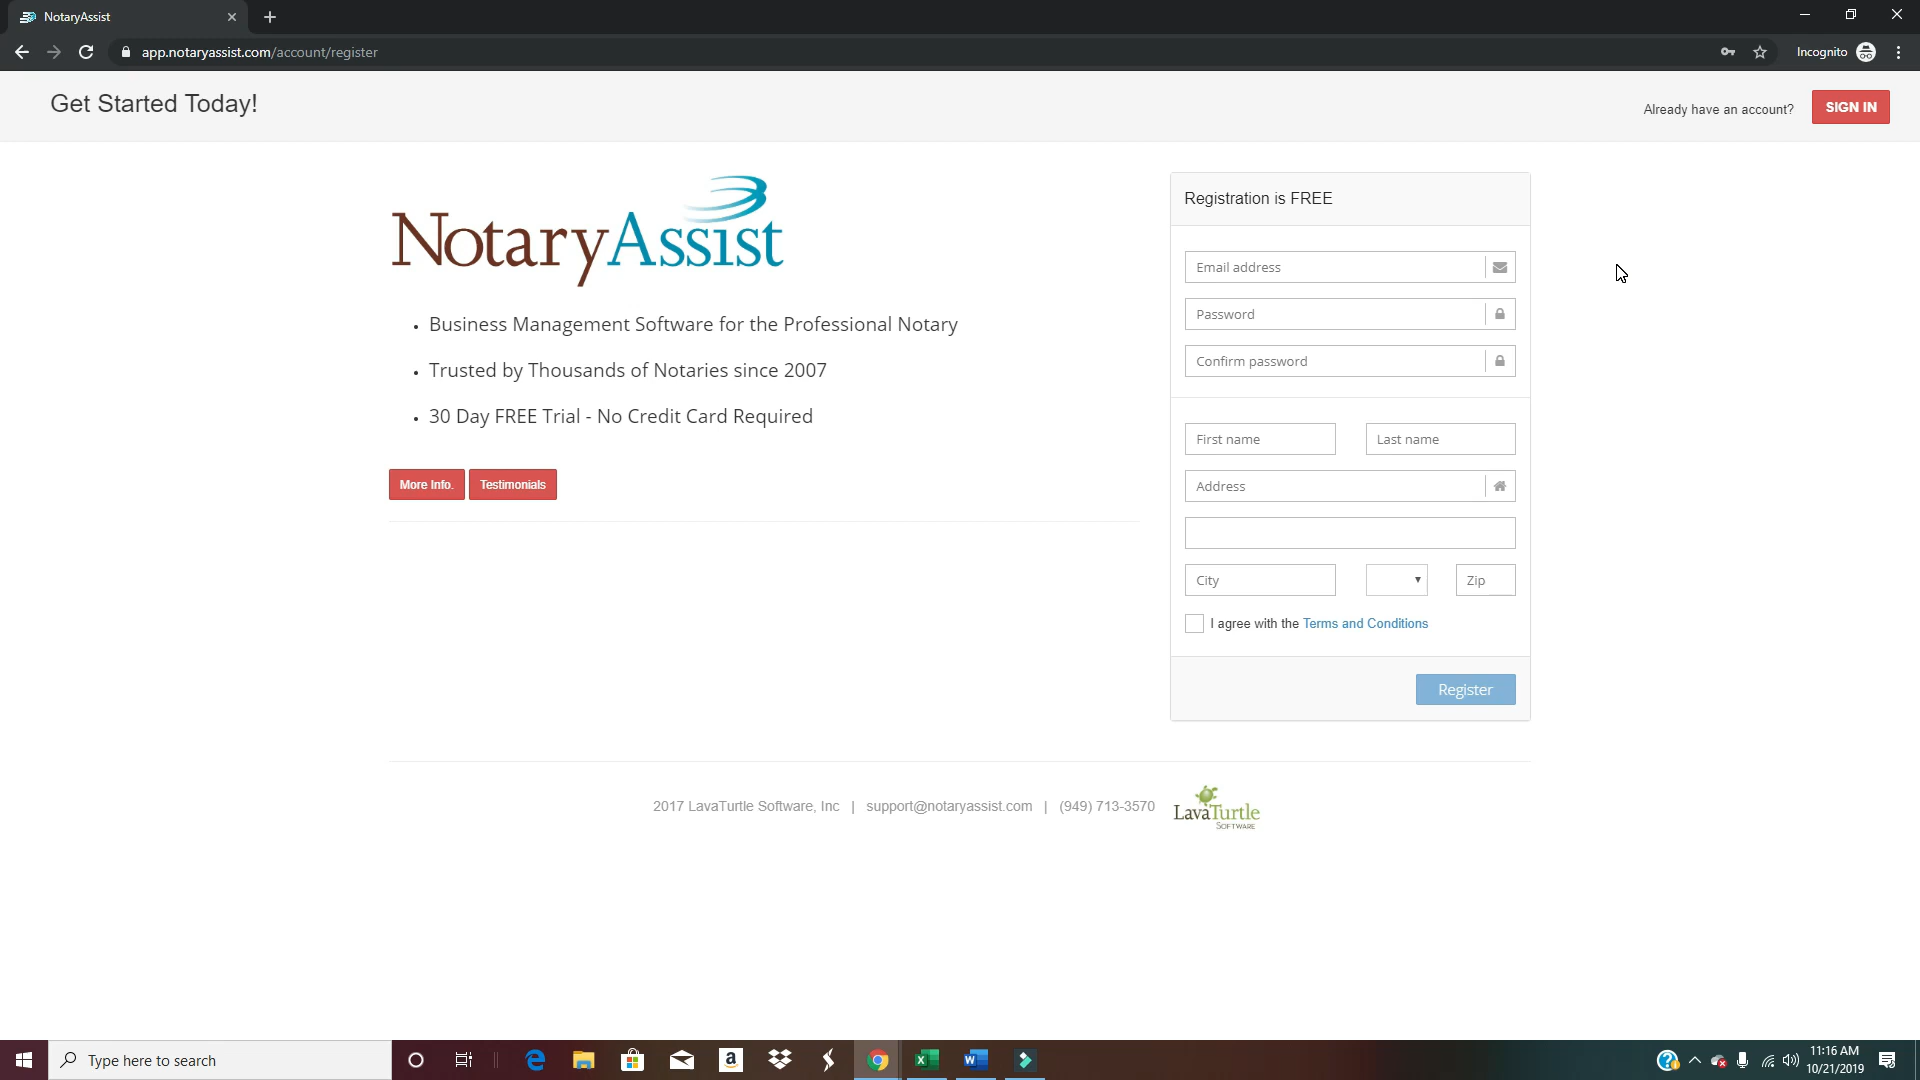 NotaryAssist
app.notaryassist.com/account/register
Incognito
Get Started Today!
Already have an account?
SIGN IN
NotaryAssist
• Business Management Software for the Professional Notary
• Trusted by Thousands of Notaries since 2007
• 30 Day FREE Trial - No Credit Card Required
More Info.
Testimonials
Registration is FREE
Email address
Password
Confirm password
First name
Last name
Address
City
Zip
I agree with the Terms and Conditions
Register
2017 LavaTurtle Software, Inc | support@notaryassist.com | (949) 713-3570
LavaTurtle
SOFTWARE
Type here to search
11:16 AM
10/21/2019